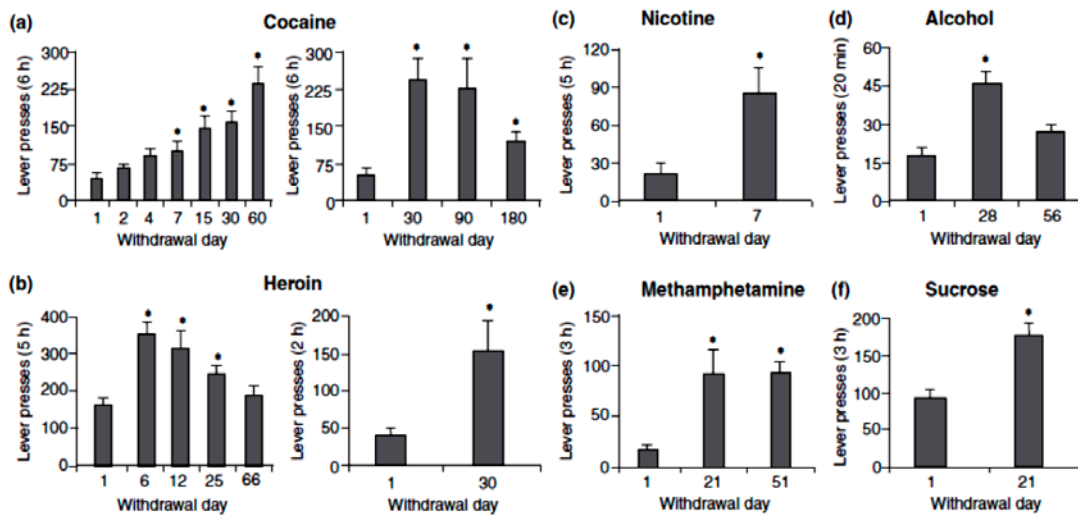 (a) Cocaine
Lever presses (6 h)
300
225
150
75
0
* * * *
1 2 4 7 15 30 60
Withdrawal day
Lever presses (6 h)
300
225
150
75
0
* * *
1 30 90 180
Withdrawal day
(c) Nicotine
Lever presses (5 h)
120
90
60
30
0
*
1 7
Withdrawal day
(d) Alcohol
Lever presses (20 min)
60
45
30
15
0
*
1 28 56
Withdrawal day
(b) Heroin
Lever presses (5 h)
400
300
200
100
0
* * *
1 6 12 25 66
Withdrawal day
Lever presses (2 h)
200
150
100
50
0
*
1 30
Withdrawal day
(e) Methamphetamine
Lever presses (3 h)
150
100
50
0
* *
1 21 51
Withdrawal day
(f) Sucrose
Lever presses (3 h)
200
150
100
50
0
*
1 21
Withdrawal day